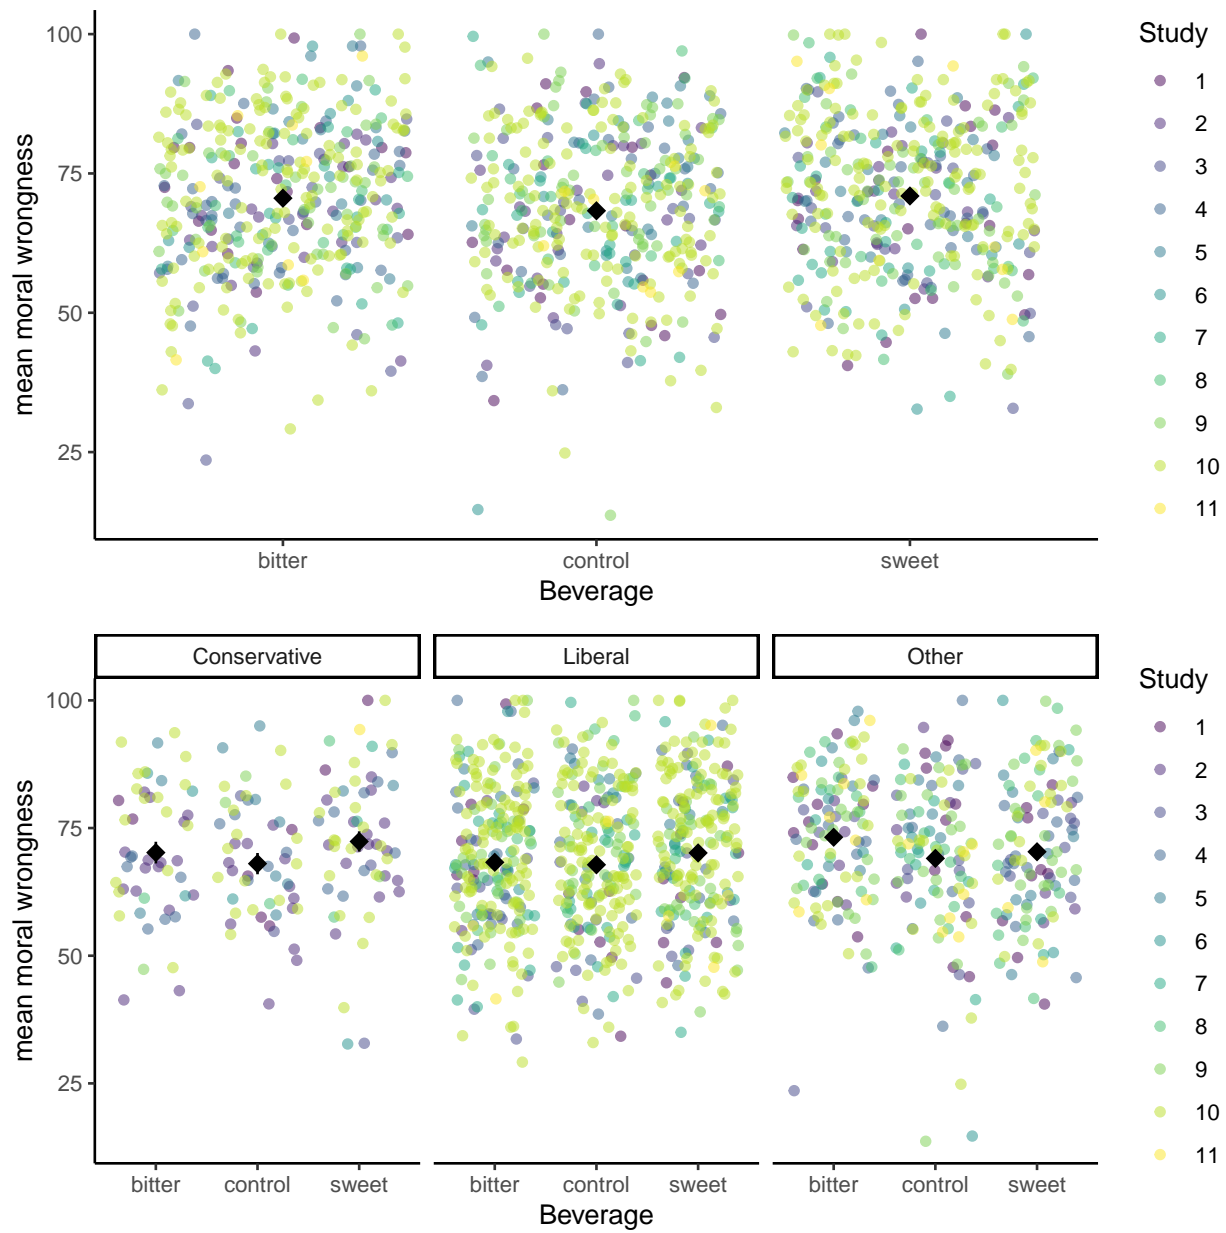 mean moral wrongness
100
75
50
25
bitter
control
sweet
Beverage
Study
1
2
3
4
5
6
7
8
9
10
11
Conservative
Liberal
Other
mean moral wrongness
100
75
50
25
bitter control sweet
bitter control sweet
bitter control sweet
Beverage
Study
1
2
3
4
5
6
7
8
9
10
11